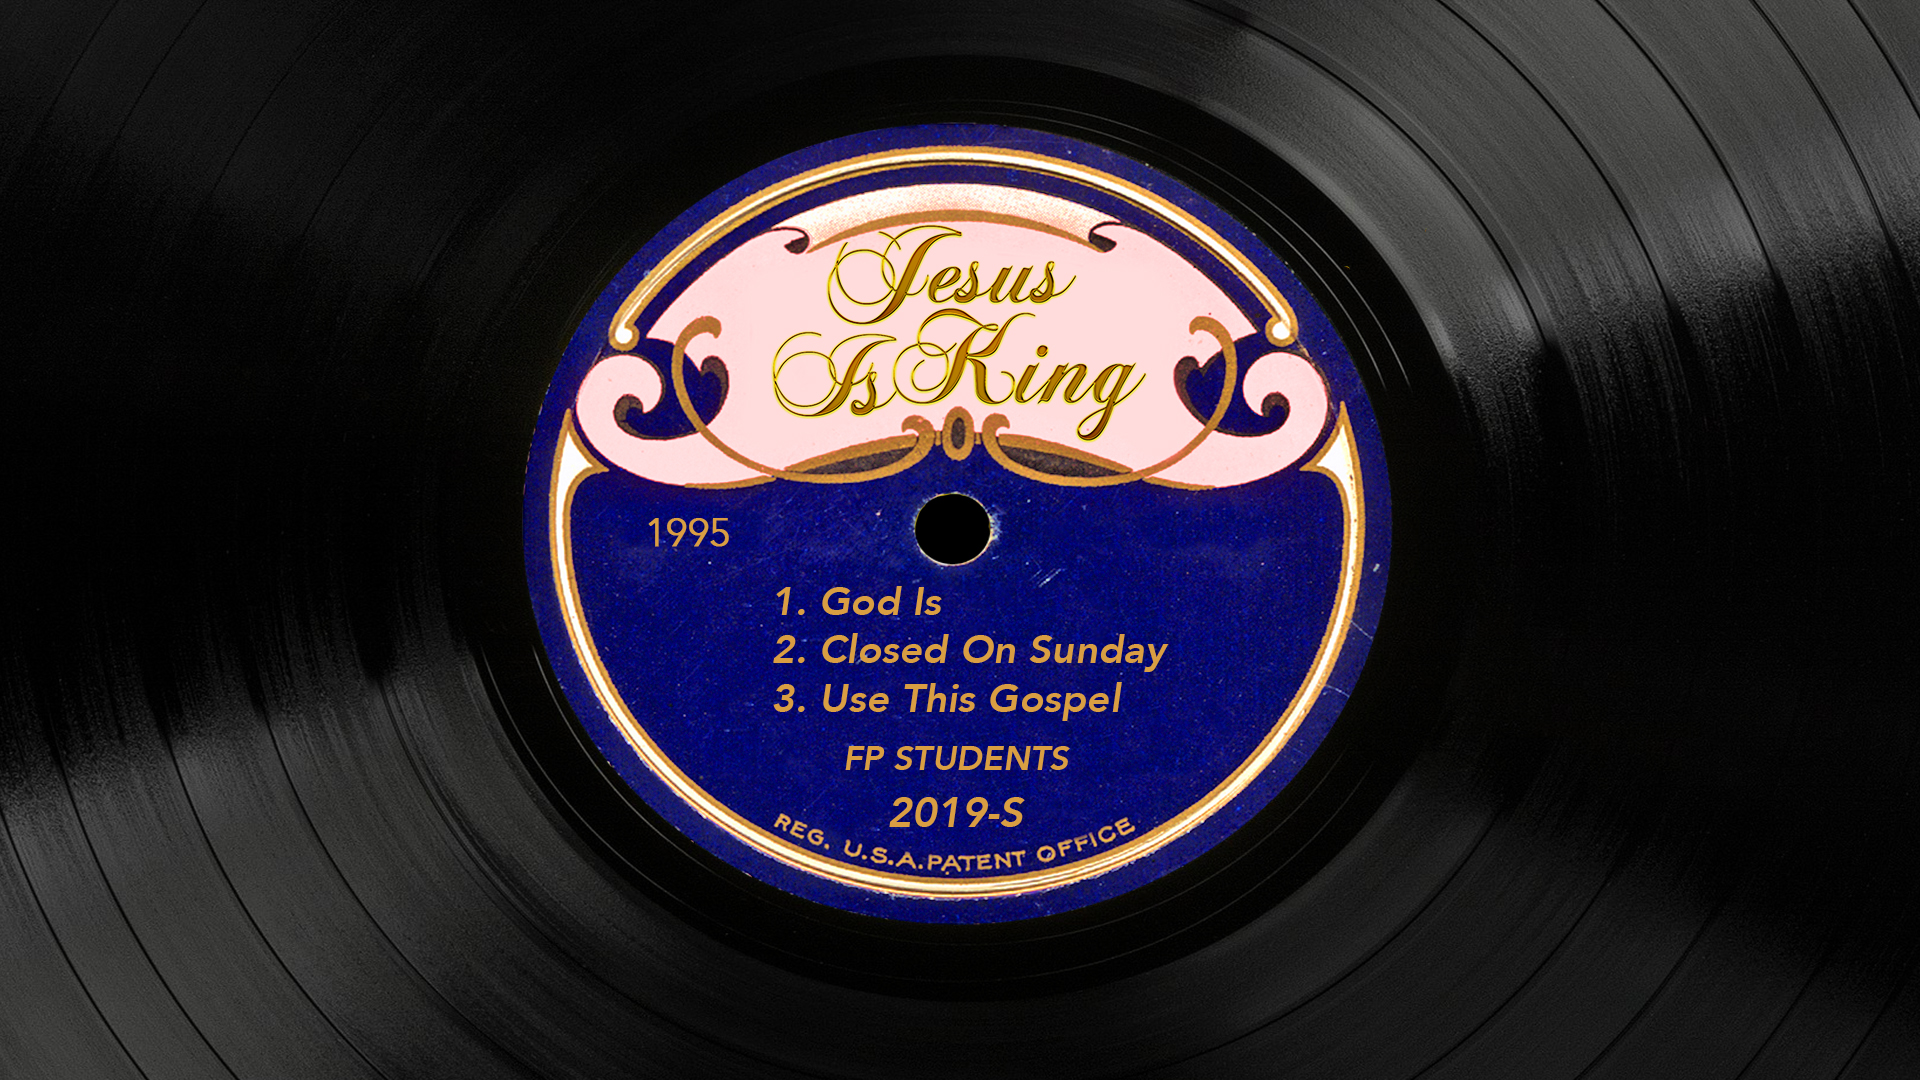 Jesus
Is King
1995
1. God Is
2. Closed On Sunday
3. Use This Gospel
FP STUDENTS
2019-S
REG. U.S.A. PATENT OFFICE